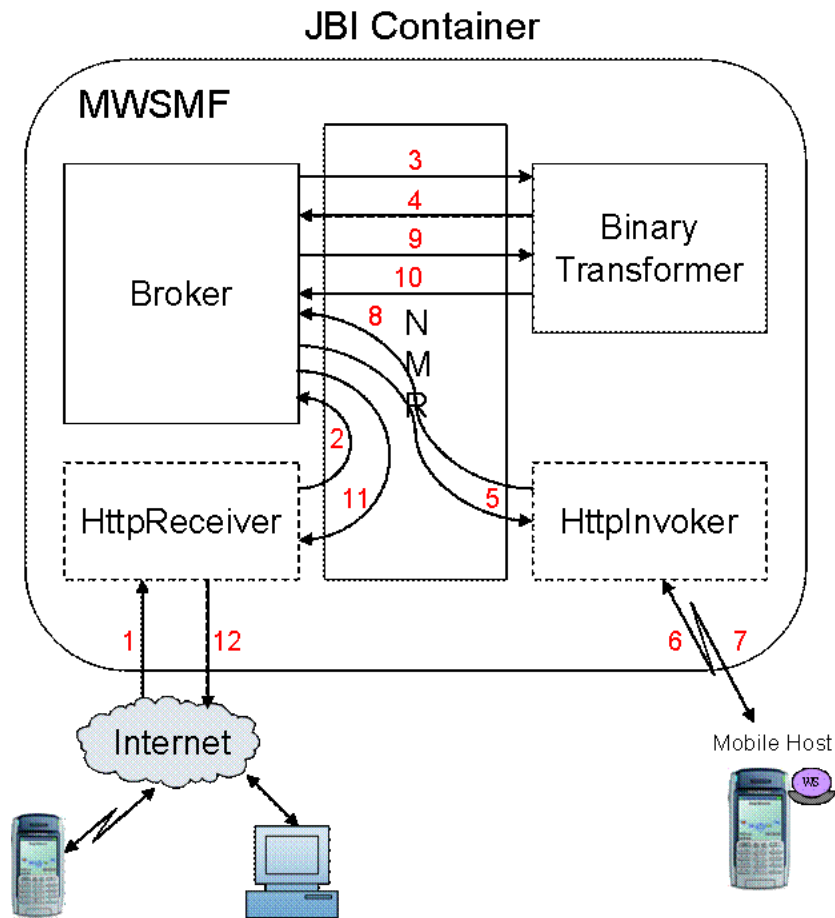 JBI Container
MWSMF
3
4
9
10
8
Broker
Binary
Transformer
N
M
R
2
11
5
HttpReceiver
HttpInvoker
1
12
6
7
Internet
Mobile Host
WS